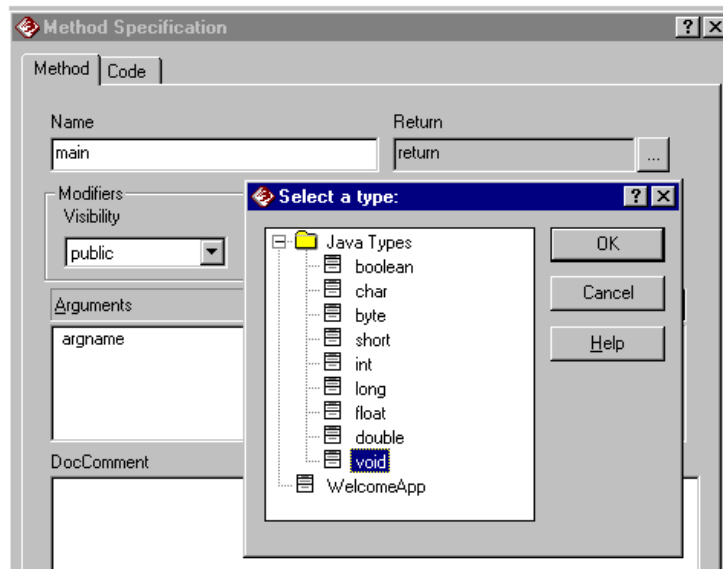 Method Specification
Method Code
Name Return
main return ...
Modifiers
Visibility
public
Arguments
argname
DocComment
Select a type:
Java Types
boolean
char
byte
short
int
long
float
double
void
WelcomeApp
OK
Cancel
Help